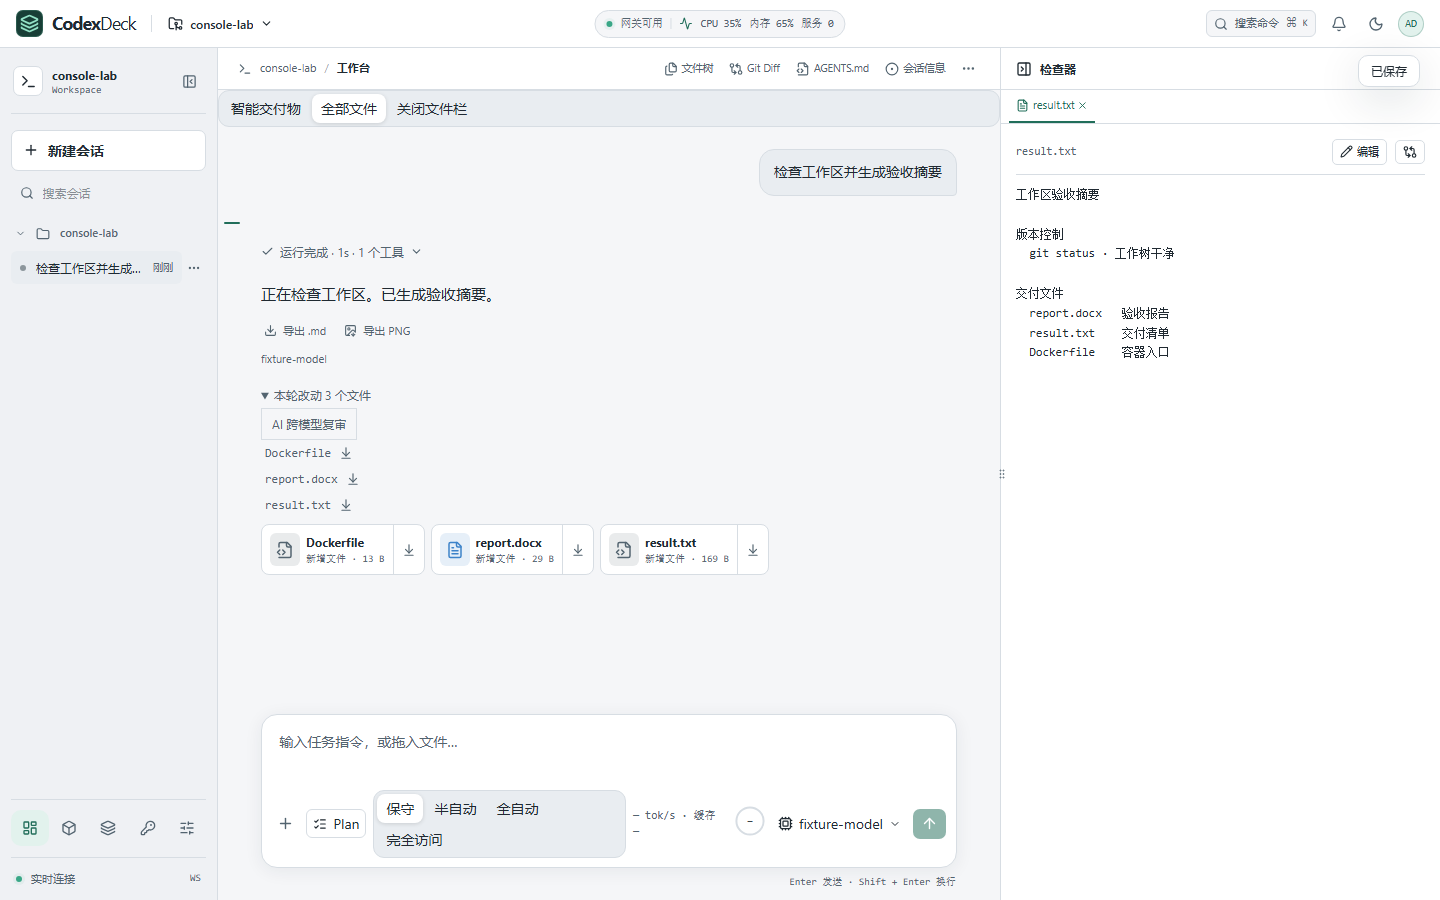 CodexDeck
console-lab
网关可用
CPU 35% 内存 65% 服务 0
搜索命令 ⌘ K
AD
console-lab
Workspace
新建会话
搜索会话
console-lab
检查工作区并生成... 刚刚
实时连接 WS
console-lab / 工作台
文件树 Git Diff AGENTS.md 会话信息
智能交付物 全部文件 关闭文件栏
检查工作区并生成验收摘要
运行完成 · 1s · 1 个工具
正在检查工作区。已生成验收摘要。
导出 .md 导出 PNG
fixture-model
本轮改动 3 个文件
AI 跨模型复审
Dockerfile
report.docx
result.txt
Dockerfile
新增文件 · 13 B
report.docx
新增文件 · 29 B
result.txt
新增文件 · 169 B
输入任务指令，或拖入文件...
Plan
保守 半自动 全自动
完全访问
— tok/s · 缓存
—
-
fixture-model
Enter 发送 · Shift + Enter 换行
检查器
已保存
result.txt
result.txt
编辑
工作区验收摘要
版本控制
git status · 工作树干净
交付文件
report.docx 验收报告
result.txt 交付清单
Dockerfile 容器入口